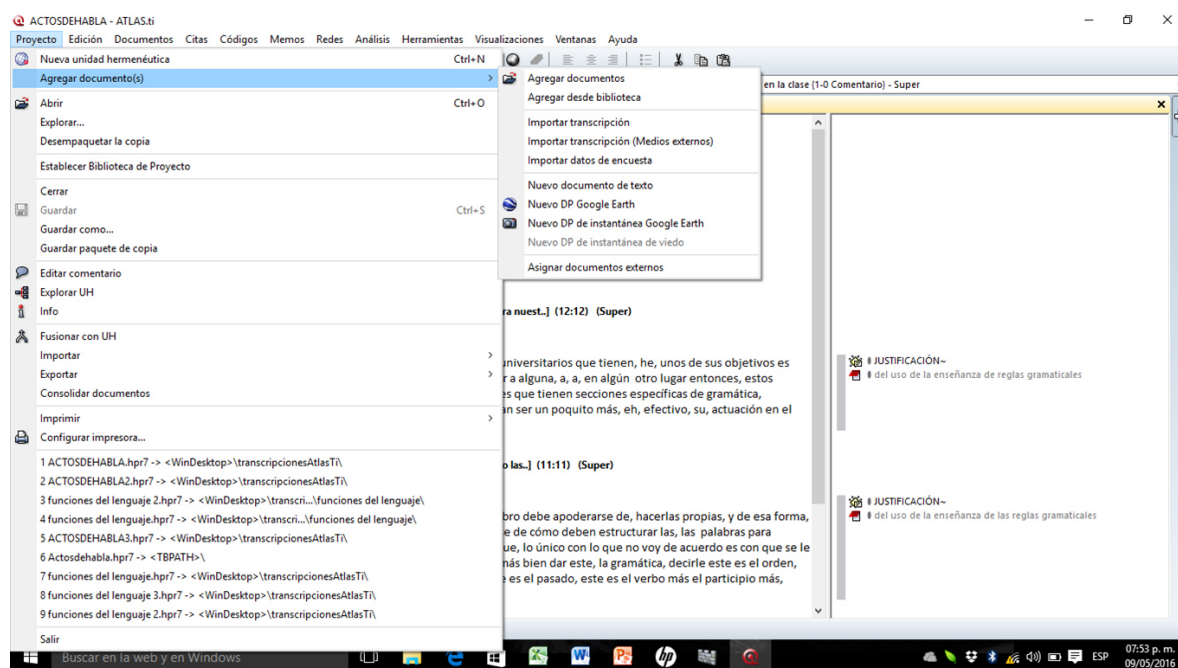 ACTOSDEHABLA - ATLAS.ti
Proyecto Edición Documentos Citas Códigos Memos Redes Análisis Herramientas Visualizaciones Ventanas Ayuda
Nueva unidad hermenéutica Ctrl+N
Agregar documento(s)
Abrir Ctrl+O
Explorar...
Desempaquetar la copia
Establecer Biblioteca de Proyecto
Cerrar
Guardar Ctrl+S
Guardar como...
Guardar paquete de copia
Editar comentario
Explorar UH
Info
Fusionar con UH
Importar
Exportar
Consolidar documentos
Imprimir
Configurar impresora...
1 ACTOSDEHABLA.hpr7 -> <WinDesktop>\transcripcionesAtlasTi\
2 ACTOSDEHABLA2.hpr7 -> <WinDesktop>\transcripcionesAtlasTi\
3 funciones del lenguaje 2.hpr7 -> <WinDesktop>\transcri...\funciones del lenguaje\
4 funciones del lenguaje.hpr7 -> <WinDesktop>\transcri...\funciones del lenguaje\
5 ACTOSDEHABLA3.hpr7 -> <WinDesktop>\transcripcionesAtlasTi\
6 Actosdehabla.hpr7 -> <TBPATH>\
7 funciones del lenguaje.hpr7 -> <WinDesktop>\transcripcionesAtlasTi\
8 funciones del lenguaje 3.hpr7 -> <WinDesktop>\transcripcionesAtlasTi\
9 funciones del lenguaje 2.hpr7 -> <WinDesktop>\transcripcionesAtlasTi\
Salir
Agregar documentos
Agregar desde biblioteca
Importar transcripción
Importar transcripción (Medios externos)
Importar datos de encuesta
Nuevo documento de texto
Nuevo DP Google Earth
Nuevo DP de instantánea Google Earth
Nuevo DP de instantánea de viedo
Asignar documentos externos
en la clase {1-0 Comentario} - Super
ra nuest..] (12:12) (Super)
universitarios que tienen, he, unos de sus objetivos es
r a alguna, a, a, en algún otro lugar entonces, estos
es que tienen secciones específicas de gramática,
an ser un poquito más, eh, efectivo, su, actuación en el
o las..] (11:11) (Super)
bro debe apoderarse de, hacerlas propias, y de esa forma,
e de cómo deben estructurar las, las palabras para
ue, lo único con lo que no voy de acuerdo es con que se le
más bien dar este, la gramática, decirle este es el orden,
e es el pasado, este es el verbo más el participio más,
JUSTIFICACIÓN~
del uso de la enseñanza de reglas gramaticales
JUSTIFICACIÓN~
del uso de la enseñanza de las reglas gramaticales
Buscar en la web y en Windows
hp
ESP
07:53 p. m.
09/05/2016